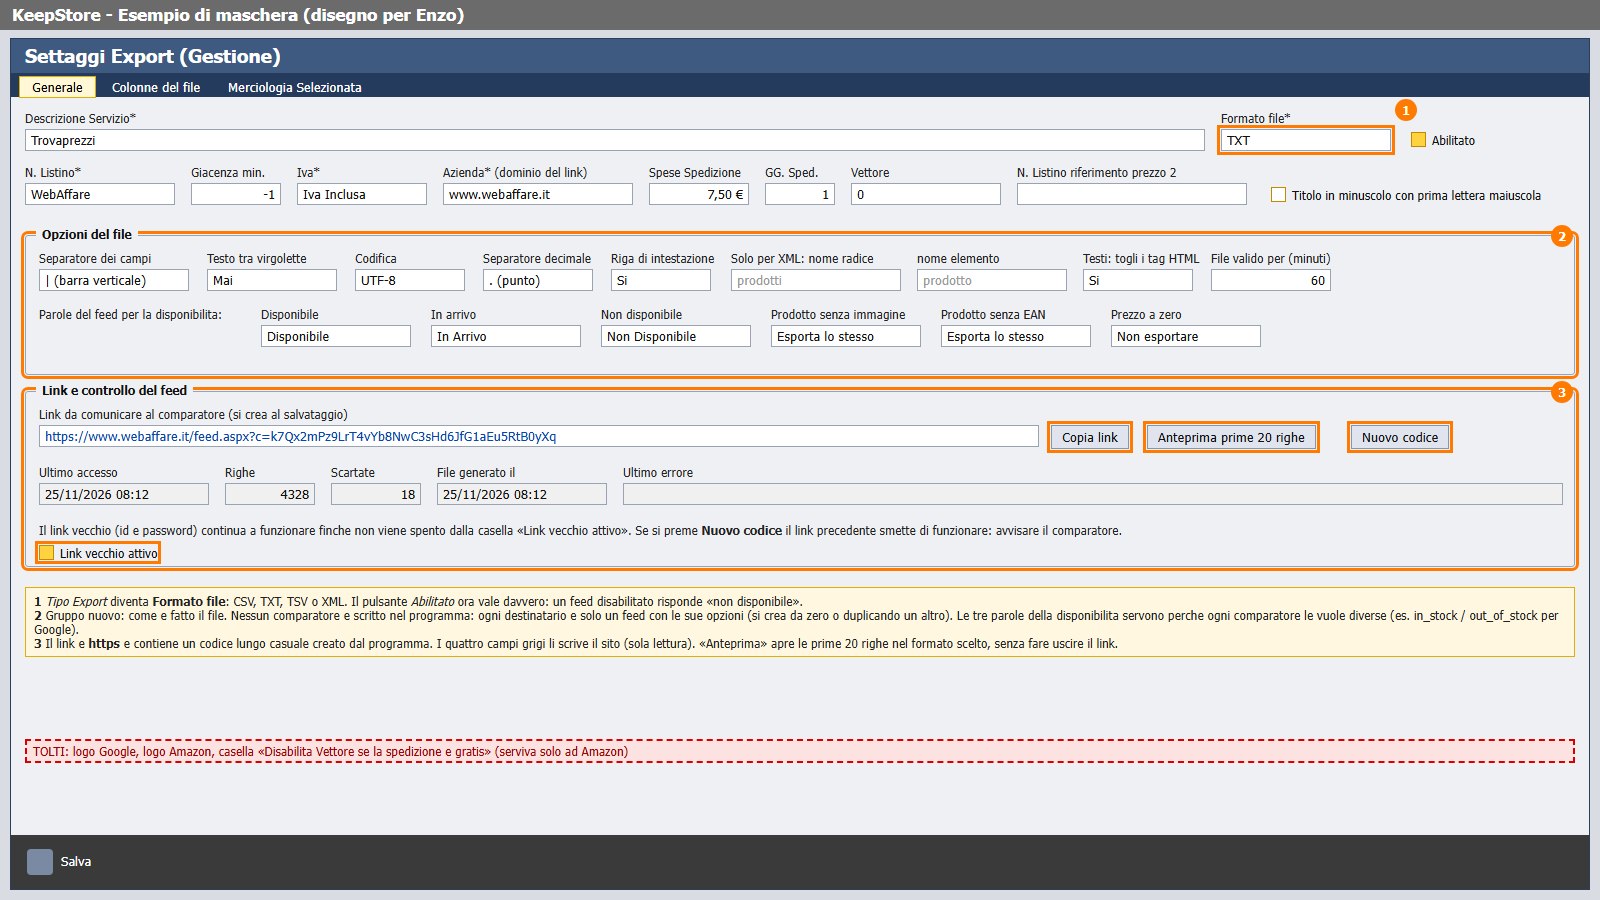 KeepStore - Esempio di maschera (disegno per Enzo)
Settaggi Export (Gestione)
Generale Colonne del file Merciologia Selezionata
1
Descrizione Servizio* Formato file*
Trovaprezzi TXT Abilitato
N. Listino* Giacenza min. Iva* Azienda* (dominio del link) Spese Spedizione GG. Sped. Vettore N. Listino riferimento prezzo 2
WebAffare -1 Iva Inclusa www.webaffare.it 7,50 € 1 0 Titolo in minuscolo con prima lettera maiuscola
Opzioni del file 2
Separatore dei campi Testo tra virgolette Codifica Separatore decimale Riga di intestazione Solo per XML: nome radice nome elemento Testi: togli i tag HTML File valido per (minuti)
| (barra verticale) Mai UTF-8 . (punto) Si prodotti prodotto Si 60
Parole del feed per la disponibilita: Disponibile In arrivo Non disponibile Prodotto senza immagine Prodotto senza EAN Prezzo a zero
Disponibile In Arrivo Non Disponibile Esporta lo stesso Esporta lo stesso Non esportare
Link e controllo del feed 3
Link da comunicare al comparatore (si crea al salvataggio)
https://www.webaffare.it/feed.aspx?c=k7Qx2mPz9LrT4vYb8NwC3sHd6JfG1aEu5RtB0yXq Copia link Anteprima prime 20 righe Nuovo codice
Ultimo accesso Righe Scartate File generato il Ultimo errore
25/11/2026 08:12 4328 18 25/11/2026 08:12
Il link vecchio (id e password) continua a funzionare finche non viene spento dalla casella «Link vecchio attivo». Se si preme Nuovo codice il link precedente smette di funzionare: avvisare il comparatore.
Link vecchio attivo
1 Tipo Export diventa Formato file: CSV, TXT, TSV o XML. Il pulsante Abilitato ora vale davvero: un feed disabilitato risponde «non disponibile».
2 Gruppo nuovo: come e fatto il file. Nessun comparatore e scritto nel programma: ogni destinatario e solo un feed con le sue opzioni (si crea da zero o duplicando un altro). Le tre parole della disponibilita servono perche ogni comparatore le vuole diverse (es. in_stock / out_of_stock per
Google).
3 Il link e https e contiene un codice lungo casuale creato dal programma. I quattro campi grigi li scrive il sito (sola lettura). «Anteprima» apre le prime 20 righe nel formato scelto, senza fare uscire il link.
TOLTI: logo Google, logo Amazon, casella «Disabilita Vettore se la spedizione e gratis» (serviva solo ad Amazon)
Salva